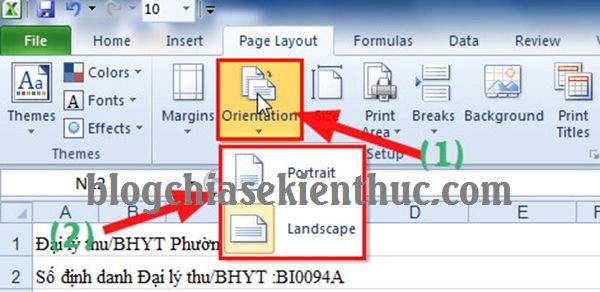 10
File Home Insert Page Layout Formulas Data Review View
Colors
Fonts
Effects
Themes Margins Orientation Size Print Area Breaks Background Print Titles
Themes Setup
(1)
Portrait
blogchiasekienthuc.com
(2)
Landscape
A B D E F
1 Đại lý thu/BHYT Phườn
2 Số định danh Đại lý thu/BHYT :BI0094A